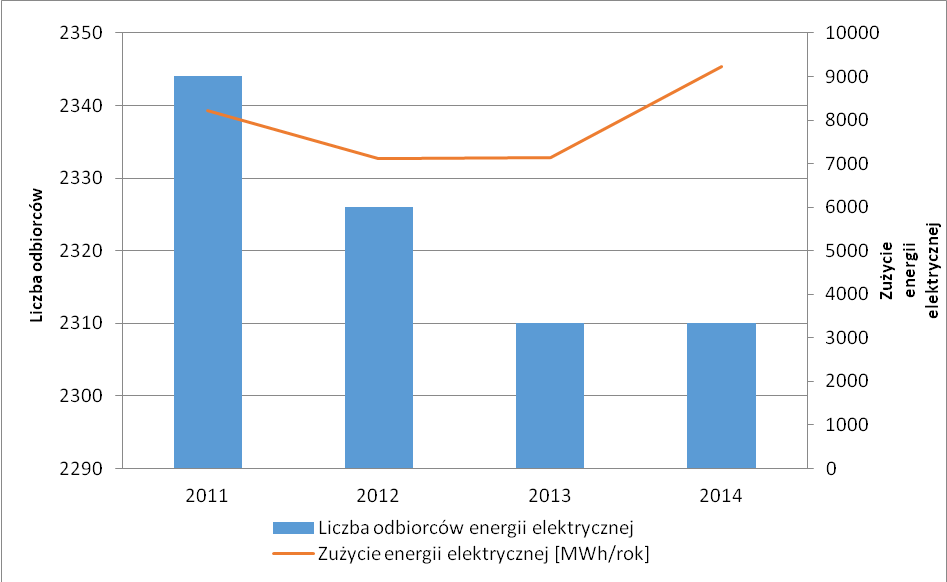 2350
2340
2330
2320
2310
2300
2290
Liczba odbiorców
10000
9000
8000
7000
6000
5000
4000
3000
2000
1000
0
Zużycie
energii
elektrycznej
2011 2012 2013 2014
Liczba odbiorców energii elektrycznej
Zużycie energii elektrycznej [MWh/rok]